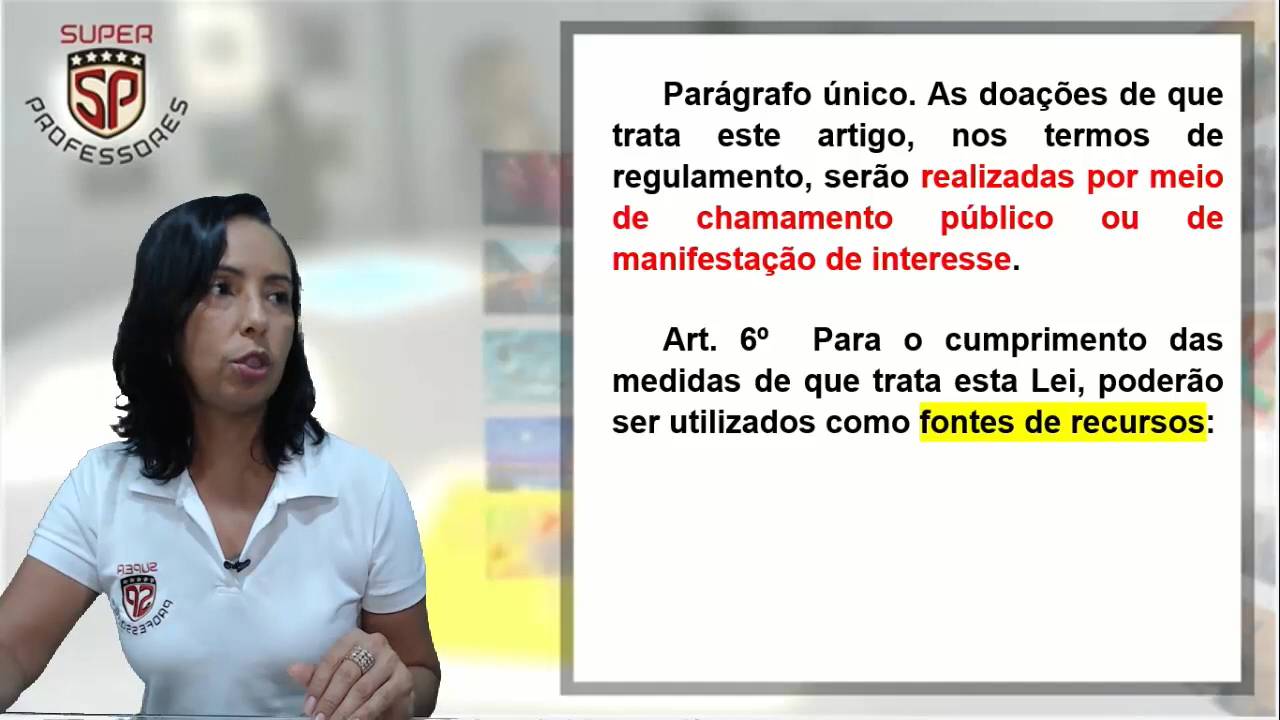 SUPER
SP
PROFESSORES
Parágrafo único. As doações de que
trata este artigo, nos termos de
regulamento, serão realizadas por meio
de chamamento público ou de
manifestação de interesse.
Art. 6º Para o cumprimento das
medidas de que trata esta Lei, poderão
ser utilizados como fontes de recursos:
SUPER
SP
PROFESSORES